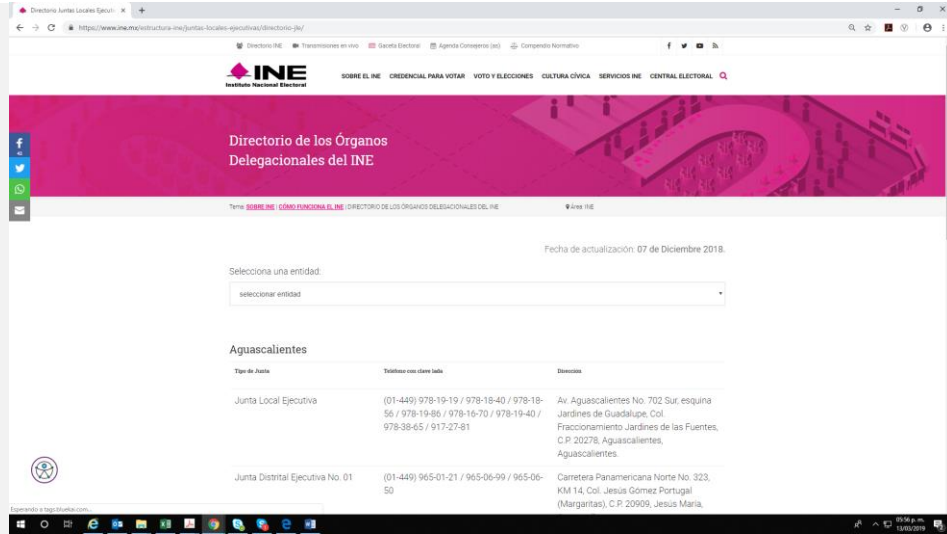 Directorio Juntas Locales Ejecuti
https://www.ine.mx/estructura-ine/juntas-locales-ejecutivas/directorio-jle/
Directorio INE Transmisiones en vivo Gaceta Electoral Agenda Consejeros (as) Compendio Normativo
INE
Instituto Nacional Electoral
SOBRE EL INE CREDENCIAL PARA VOTAR VOTO Y ELECCIONES CULTURA CÍVICA SERVICIOS INE CENTRAL ELECTORAL
Directorio de los Órganos
Delegacionales del INE
Tema: SOBRE INE | CÓMO FUNCIONA EL INE | DIRECTORIO DE LOS ÓRGANOS DELEGACIONALES DEL INE Área: INE
Fecha de actualización: 07 de Diciembre 2018.
Selecciona una entidad:
seleccionar entidad
Aguascalientes
Tipo de Junta Teléfono con clave lada Dirección
Junta Local Ejecutiva (01-449) 978-19-19 / 978-18-40 / 978-18- Av. Aguascalientes No. 702 Sur, esquina
56 / 978-19-86 / 978-16-70 / 978-19-40 / Jardines de Guadalupe, Col.
978-38-65 / 917-27-81 Fraccionamiento Jardines de las Fuentes,
C.P. 20278, Aguascalientes,
Aguascalientes.
Junta Distrital Ejecutiva No. 01 (01-449) 965-01-21 / 965-06-99 / 965-06- Carretera Panamericana Norte No. 323,
50 KM 14, Col. Jesús Gómez Portugal
(Margaritas), C.P. 20909, Jesús María,
Esperando a tags.bluekai.com...
05:56 p. m.
13/03/2019